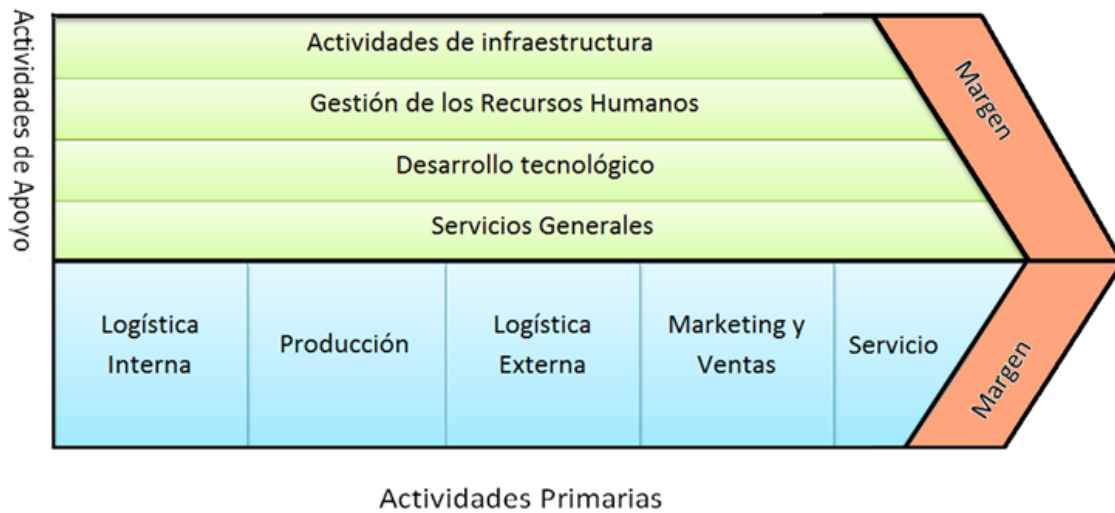 Actividades de Apoyo
Actividades de infraestructura
Gestión de los Recursos Humanos
Desarrollo tecnológico
Servicios Generales
Margen
Logística
Interna
Producción
Logística
Externa
Marketing y
Ventas
Servicio
Margen
Actividades Primarias